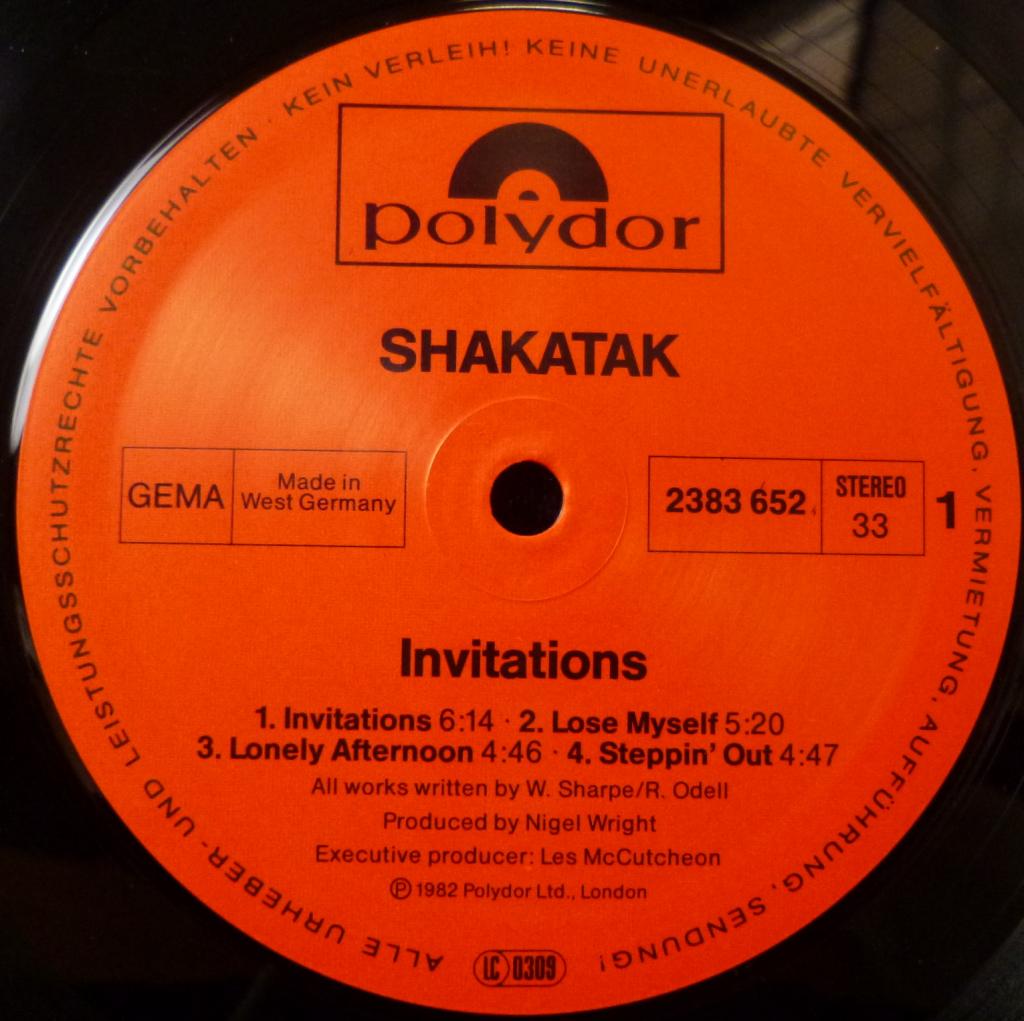 ALLE URHEBER- UND LEISTUNGSSCHUTZRECHTE VORBEHALTEN · KEIN VERLEIH! KEINE UNERLAUBTE VERVIELFÄLTIGUNG, VERMIETUNG, AUFFÜHRUNG, SENDUNG!
polydor
SHAKATAK
GEMA
Made in
West Germany
2383 652
STEREO
33
1
Invitations
1. Invitations 6:14 · 2. Lose Myself 5:20
3. Lonely Afternoon 4:46 · 4. Steppin' Out 4:47
All works written by W. Sharpe/R. Odell
Produced by Nigel Wright
Executive producer: Les McCutcheon
℗ 1982 Polydor Ltd., London
LC 0309